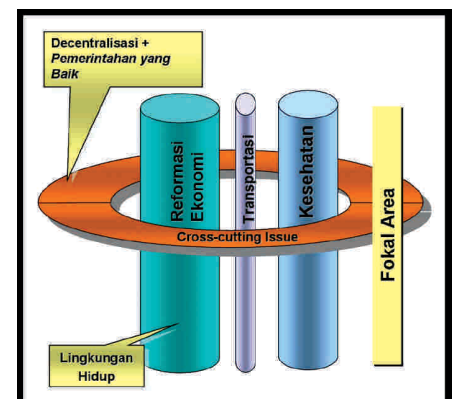 Decentralisasi +
Pemerintahan yang
Baik
Reformasi
Ekonomi
Transportasi
Kesehatan
Fokal Area
Cross-cutting Issue
Lingkungan
Hidup